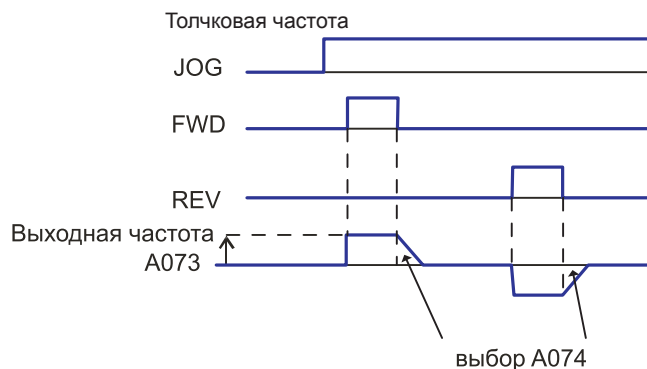 Толчковая частота
JOG
FWD
REV
Выходная частота
A073
выбор A074